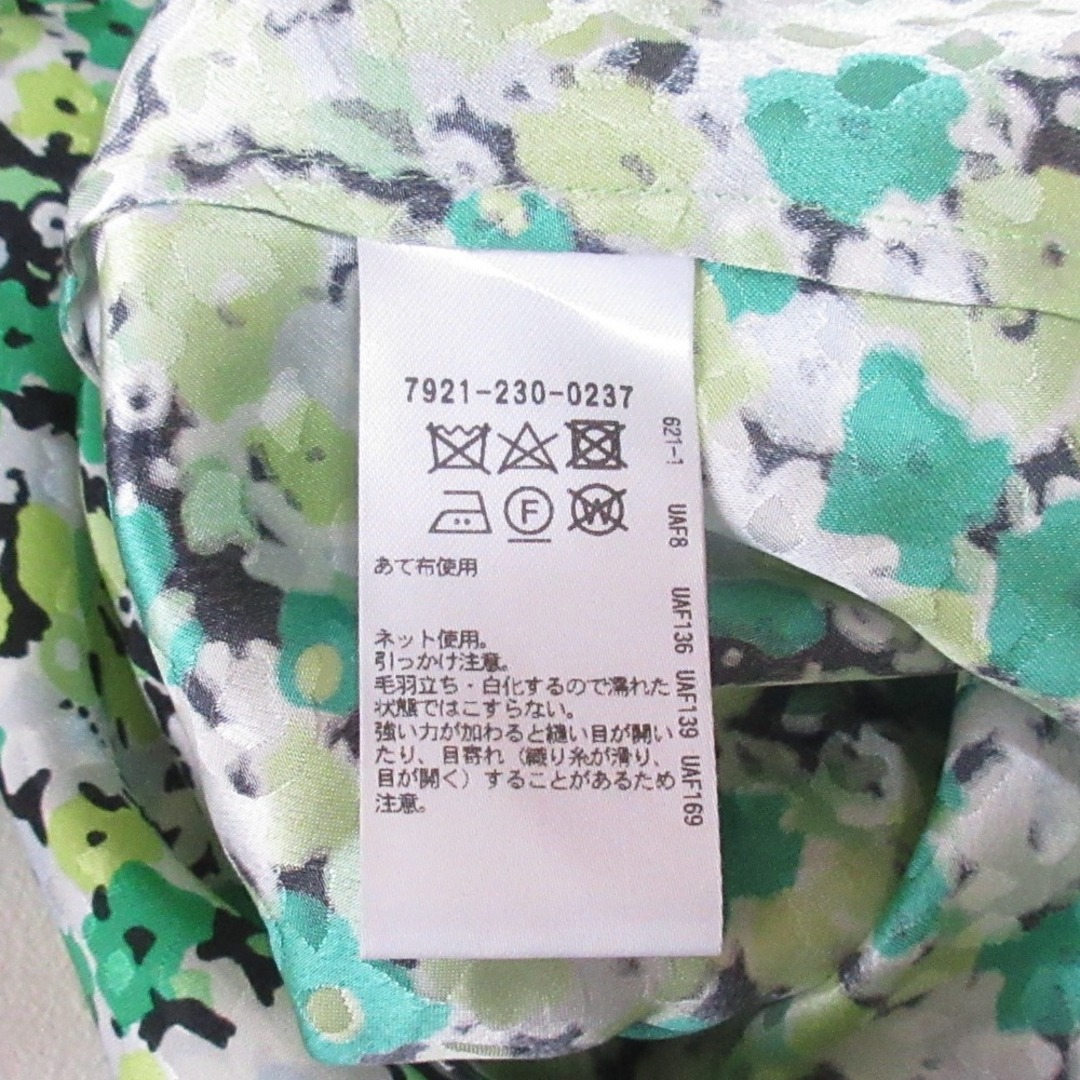 7921-230-0237
F
W
あて布使用
ネット使用。
引っかけ注意。
毛羽立ち・白化するので濡れた
状態ではこすらない。
強い力が加わると縫い目が開い
たり、目寄れ（織り糸が滑り、
目が開く）することがあるため
注意。
621-1 UAF8 UAF136 UAF139 UAF169